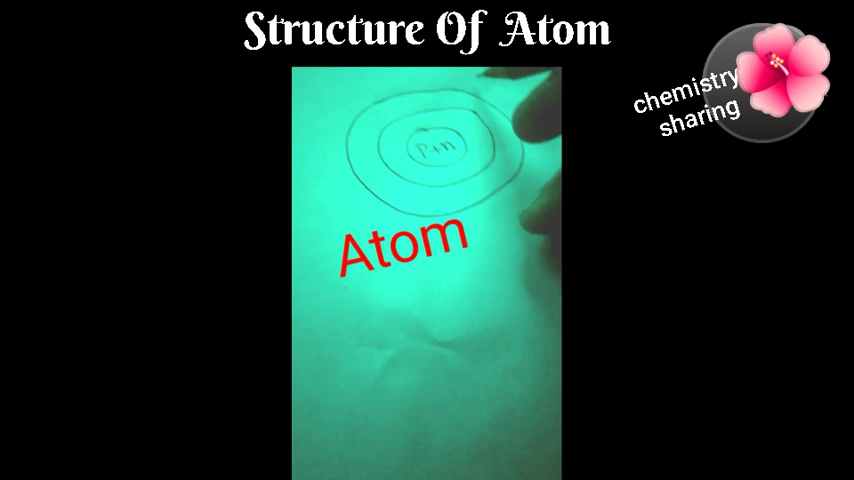 Structure Of Atom
chemistry
sharing
P+n
Atom